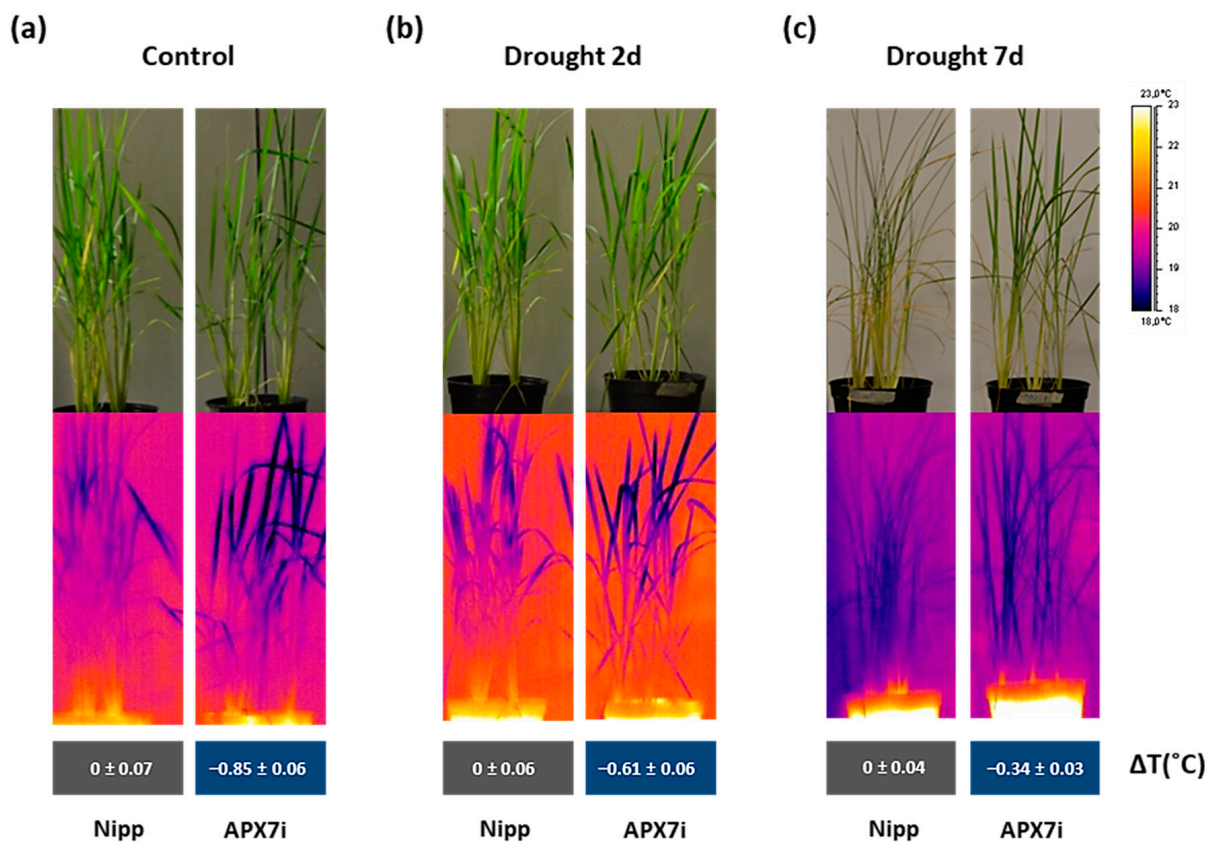 (a)
Control
(b)
Drought 2d
(c)
Drought 7d
23,0°C
23
22
21
20
19
18
18,0°C
0 ± 0.07
−0.85 ± 0.06
0 ± 0.06
−0.61 ± 0.06
0 ± 0.04
−0.34 ± 0.03
ΔT(˚C)
Nipp
APX7i
Nipp
APX7i
Nipp
APX7i